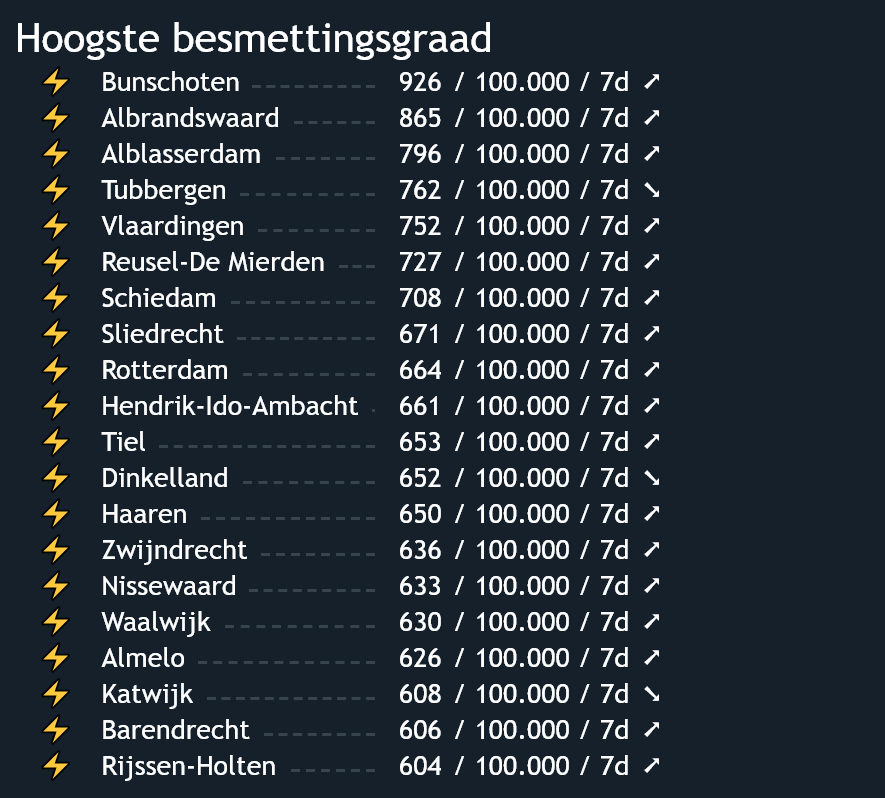 Hoogste besmettingsgraad
Bunschoten 926 / 100.000 / 7d ➚
Albrandswaard 865 / 100.000 / 7d ➚
Alblasserdam 796 / 100.000 / 7d ➚
Tubbergen 762 / 100.000 / 7d ➘
Vlaardingen 752 / 100.000 / 7d ➚
Reusel-De Mierden 727 / 100.000 / 7d ➚
Schiedam 708 / 100.000 / 7d ➚
Sliedrecht 671 / 100.000 / 7d ➚
Rotterdam 664 / 100.000 / 7d ➚
Hendrik-Ido-Ambacht 661 / 100.000 / 7d ➚
Tiel 653 / 100.000 / 7d ➚
Dinkelland 652 / 100.000 / 7d ➘
Haaren 650 / 100.000 / 7d ➚
Zwijndrecht 636 / 100.000 / 7d ➚
Nissewaard 633 / 100.000 / 7d ➚
Waalwijk 630 / 100.000 / 7d ➚
Almelo 626 / 100.000 / 7d ➚
Katwijk 608 / 100.000 / 7d ➘
Barendrecht 606 / 100.000 / 7d ➚
Rijssen-Holten 604 / 100.000 / 7d ➚